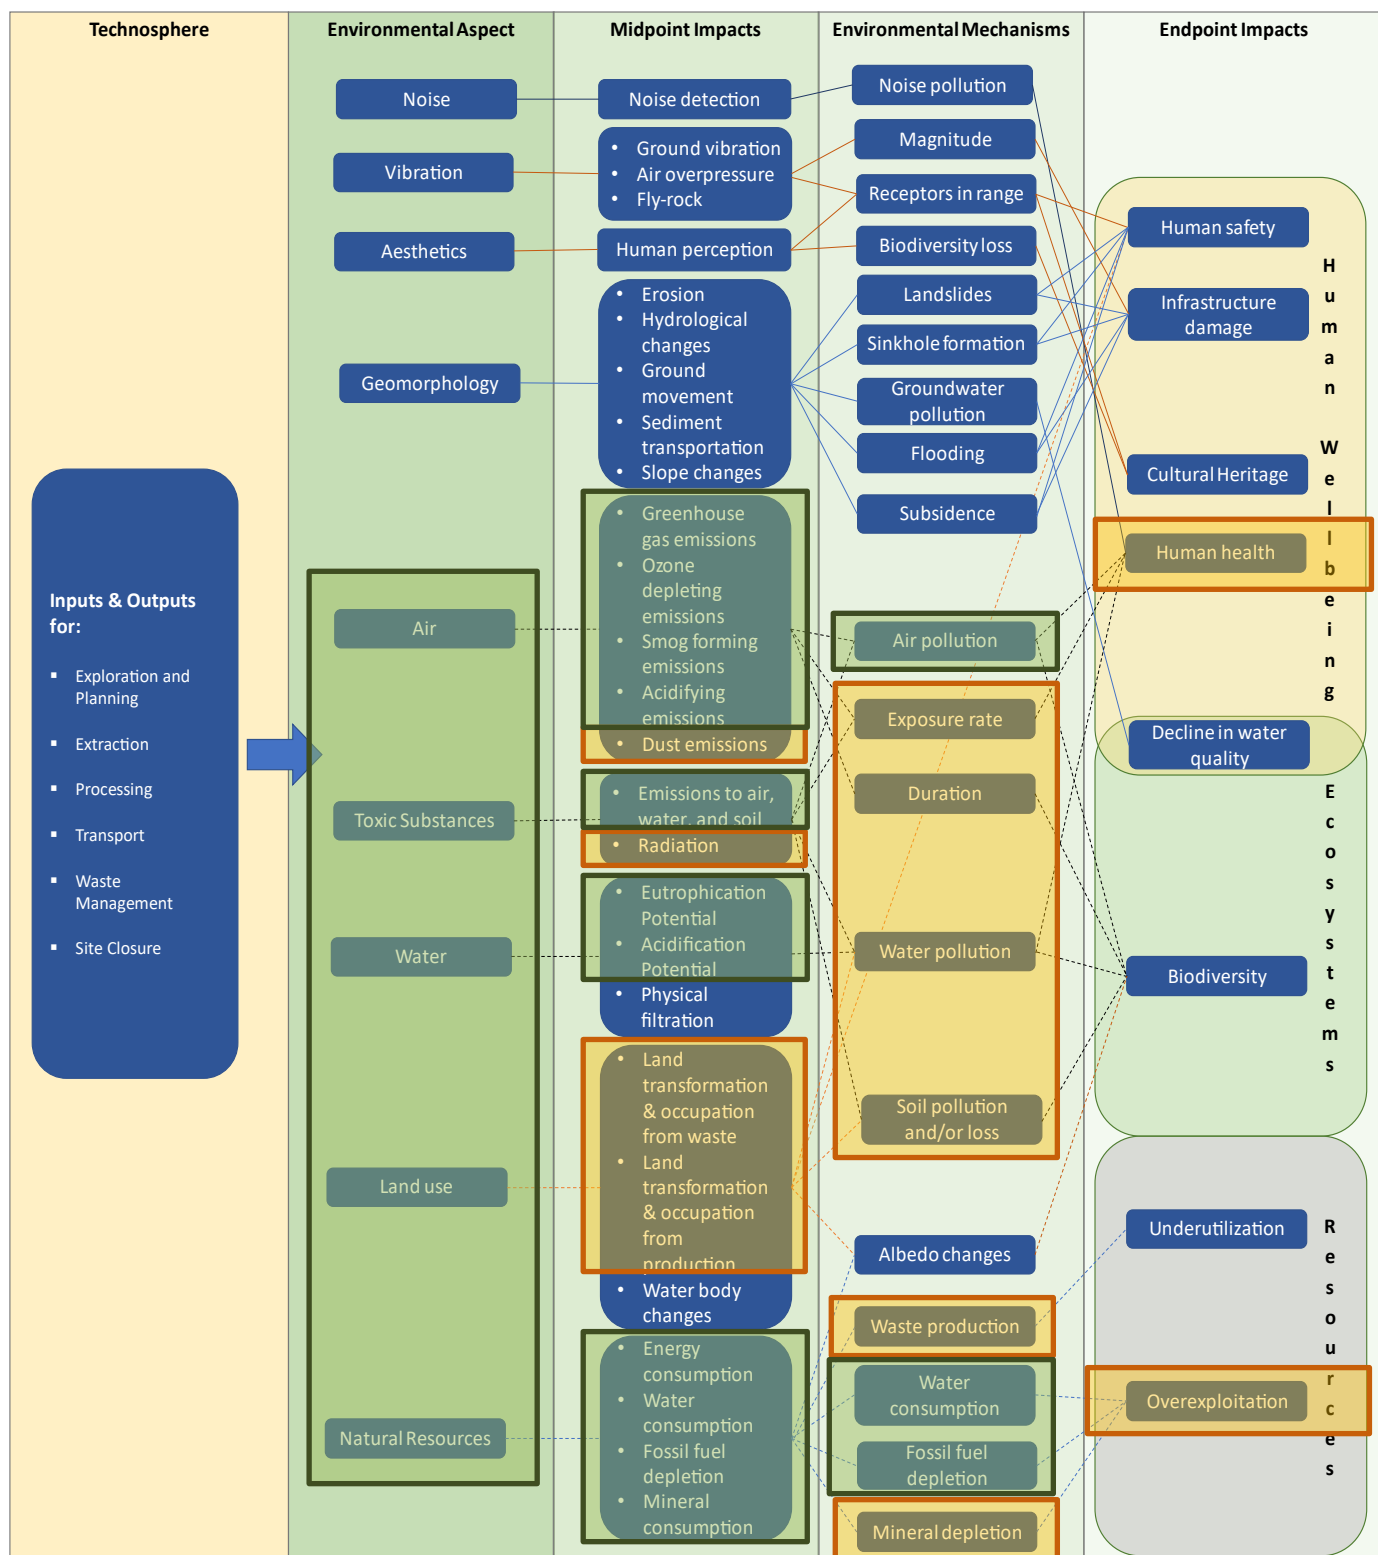 Technosphere
Environmental Aspect
Midpoint Impacts
Environmental Mechanisms
Endpoint Impacts
Inputs & Outputs
for:
▪ Exploration and
Planning
▪ Extraction
▪ Processing
▪ Transport
▪ Waste
Management
▪ Site Closure
Noise
Vibration
Aesthetics
Geomorphology
Air
Toxic Substances
Water
Land use
Natural Resources
Noise detection
• Ground vibration
• Air overpressure
• Fly-rock
Human perception
• Erosion
• Hydrological
changes
• Ground
movement
• Sediment
transportation
• Slope changes
• Greenhouse
gas emissions
• Ozone
depleting
emissions
• Smog forming
emissions
• Acidifying
emissions
• Dust emissions
• Emissions to air,
water, and soil
• Radiation
• Eutrophication
Potential
• Acidification
Potential
• Physical
filtration
• Land
transformation
& occupation
from waste
• Land
transformation
& occupation
from
production
• Water body
changes
• Energy
consumption
• Water
consumption
• Fossil fuel
depletion
• Mineral
consumption
Noise pollution
Magnitude
Receptors in range
Biodiversity loss
Landslides
Sinkhole formation
Groundwater
pollution
Flooding
Subsidence
Air pollution
Exposure rate
Duration
Water pollution
Soil pollution
and/or loss
Albedo changes
Waste production
Water
consumption
Fossil fuel
depletion
Mineral depletion
Human safety
Infrastructure
damage
Cultural Heritage
Human health
Decline in water
quality
Biodiversity
Underutilization
Overexploitation
Human Wellbeing
Ecosystems
Resources